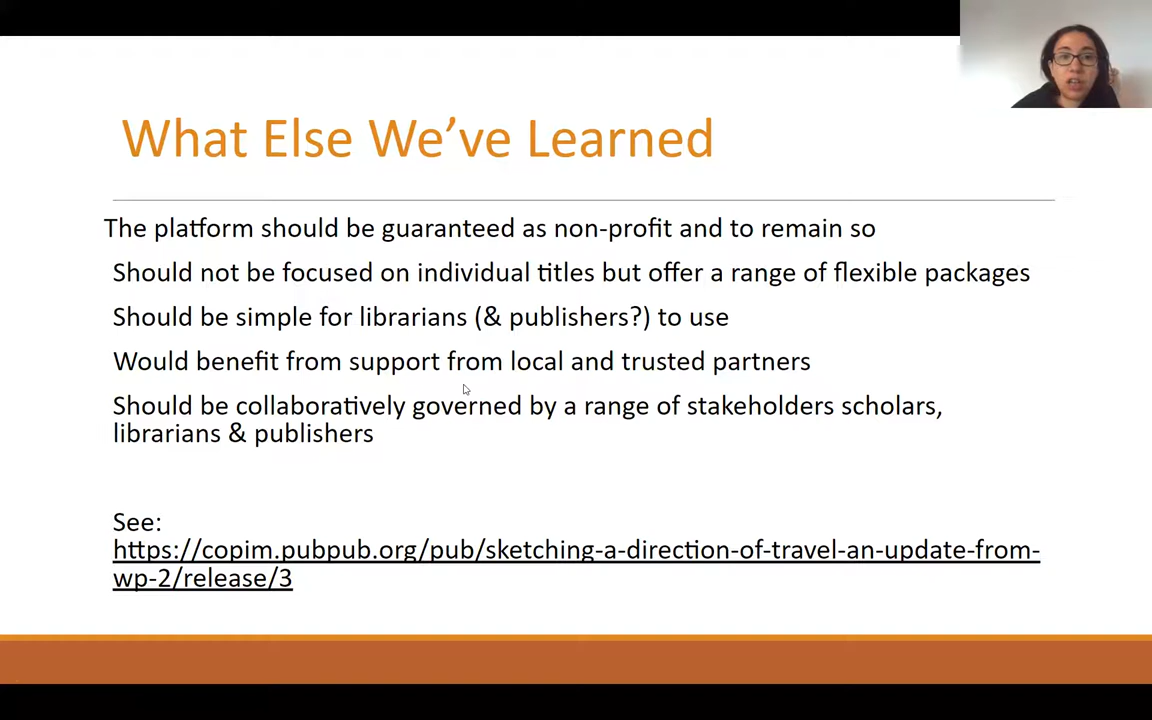 What Else We've Learned
The platform should be guaranteed as non-profit and to remain so
Should not be focused on individual titles but offer a range of flexible packages
Should be simple for librarians (& publishers?) to use
Would benefit from support from local and trusted partners
Should be collaboratively governed by a range of stakeholders scholars,
librarians & publishers
See:
https://copim.pubpub.org/pub/sketching-a-direction-of-travel-an-update-from-
wp-2/release/3